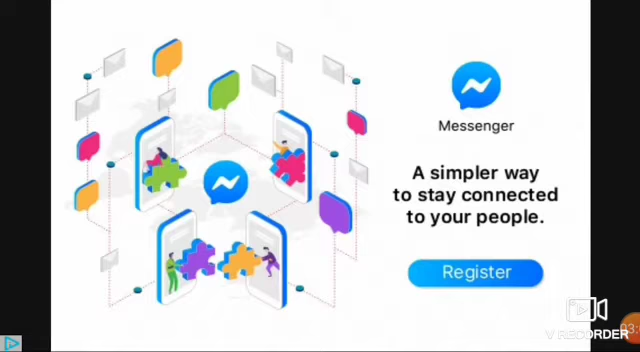 Messenger
A simpler way
to stay connected
to your people.
Register
V RECORDER